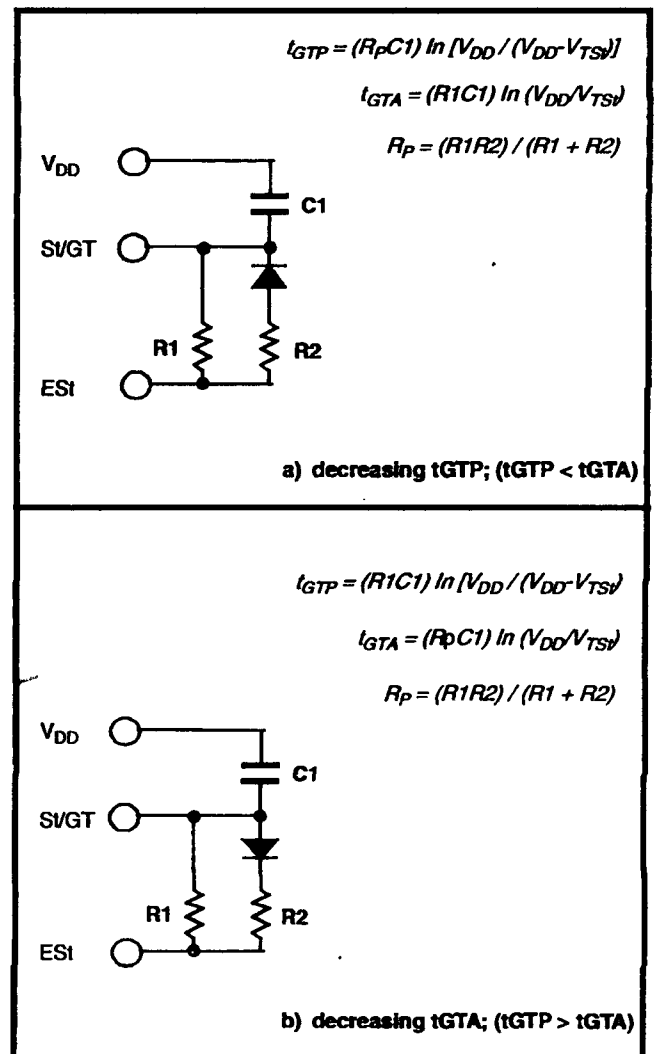 tGTP = (RPC1) ln [VDD / (VDD-VTSt)]
tGTA = (R1C1) ln (VDD/VTSt)
RP = (R1R2) / (R1 + R2)
VDD
C1
St/GT
R1
R2
ESt
a) decreasing tGTP; (tGTP < tGTA)
tGTP = (R1C1) ln [VDD / (VDD-VTSt)
tGTA = (RpC1) ln (VDD/VTSt)
RP = (R1R2) / (R1 + R2)
VDD
C1
St/GT
R1
R2
ESt
b) decreasing tGTA; (tGTP > tGTA)